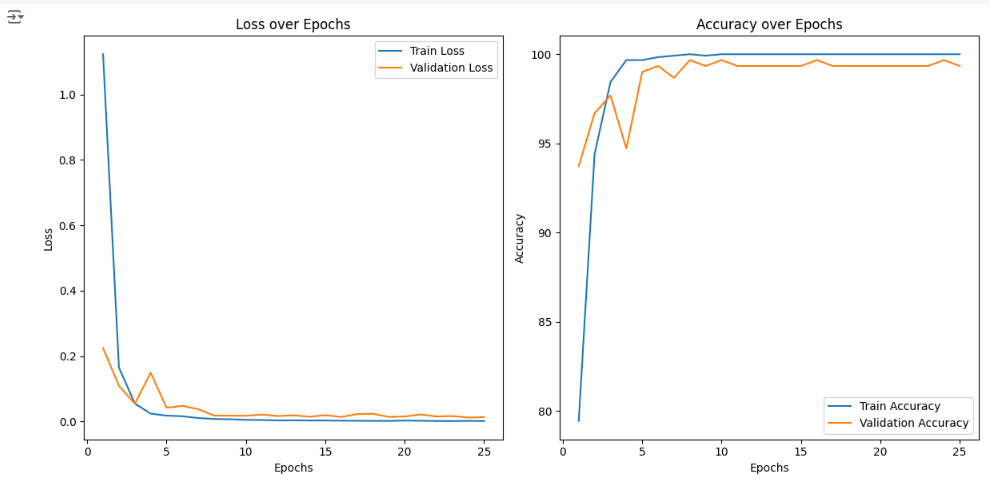 Loss over Epochs
Train Loss
Validation Loss
1.0
0.8
0.6
0.4
0.2
0.0
Loss
0 5 10 15 20 25
Epochs
Accuracy over Epochs
100
95
90
85
80
Accuracy
Train Accuracy
Validation Accuracy
0 5 10 15 20 25
Epochs